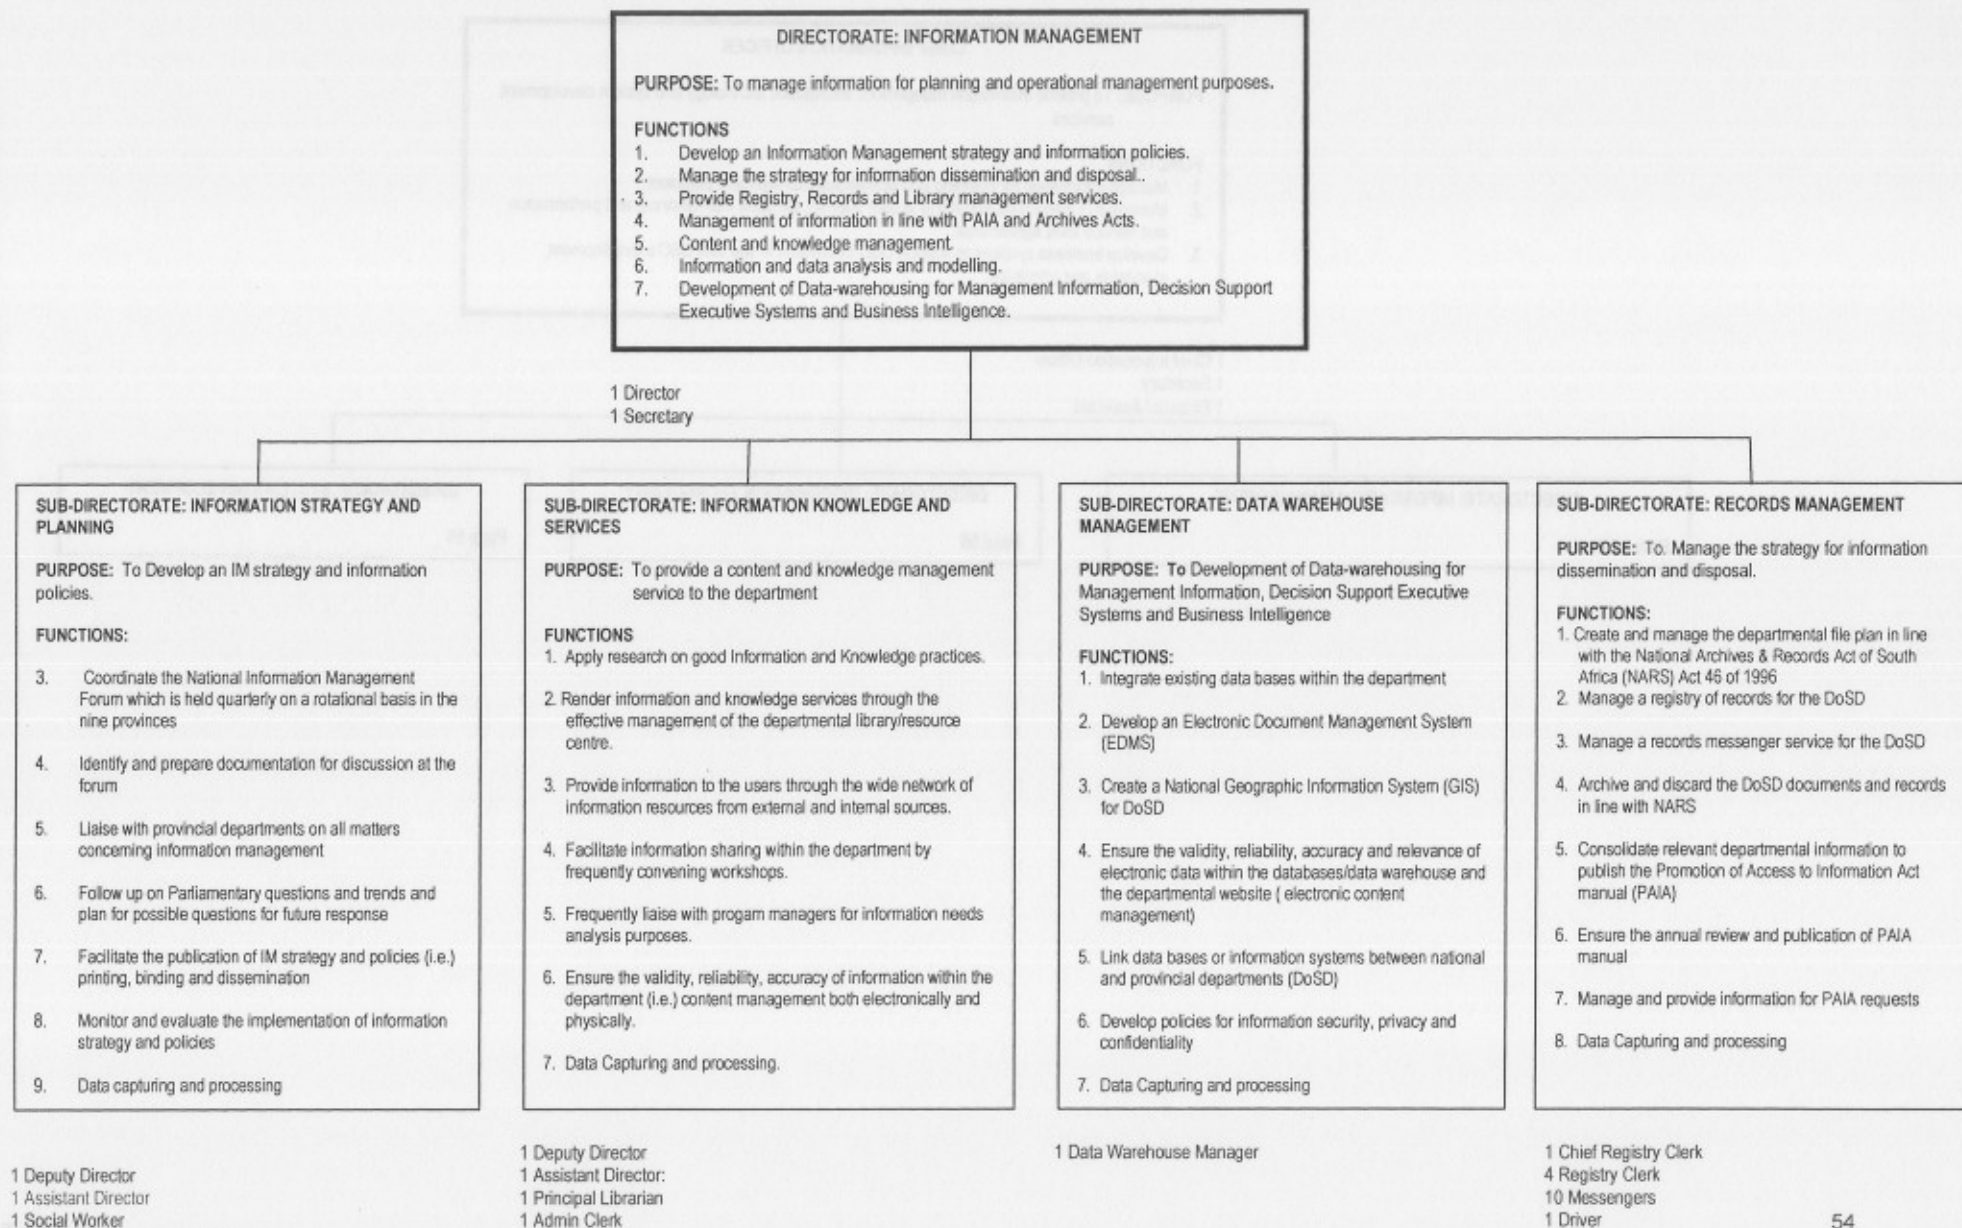 DIRECTORATE: INFORMATION MANAGEMENT
PURPOSE: To manage information for planning and operational management purposes.
FUNCTIONS
1. Develop an Information Management strategy and information policies.
2. Manage the strategy for information dissemination and disposal..
3. Provide Registry, Records and Library management services.
4. Management of information in line with PAIA and Archives Acts.
5. Content and knowledge management.
6. Information and data analysis and modelling.
7. Development of Data-warehousing for Management Information, Decision Support
Executive Systems and Business Intelligence.
1 Director
1 Secretary
SUB-DIRECTORATE: INFORMATION STRATEGY AND
PLANNING
PURPOSE: To Develop an IM strategy and information
policies.
FUNCTIONS:
3. Coordinate the National Information Management
Forum which is held quarterly on a rotational basis in the
nine provinces
4. Identify and prepare documentation for discussion at the
forum
5. Liaise with provincial departments on all matters
concerning information management
6. Follow up on Parliamentary questions and trends and
plan for possible questions for future response
7. Facilitate the publication of IM strategy and policies (i.e.)
printing, binding and dissemination
8. Monitor and evaluate the implementation of information
strategy and policies
9. Data capturing and processing
1 Deputy Director
1 Assistant Director
1 Social Worker
SUB-DIRECTORATE: INFORMATION KNOWLEDGE AND
SERVICES
PURPOSE: To provide a content and knowledge management
service to the department
FUNCTIONS
1. Apply research on good Information and Knowledge practices.
2. Render information and knowledge services through the
effective management of the departmental library/resource
centre.
3. Provide information to the users through the wide network of
information resources from external and internal sources.
4. Facilitate information sharing within the department by
frequently convening workshops.
5. Frequently liaise with progam managers for information needs
analysis purposes.
6. Ensure the validity, reliability, accuracy of information within the
department (i.e.) content management both electronically and
physically.
7. Data Capturing and processing.
1 Deputy Director
1 Assistant Director:
1 Principal Librarian
1 Admin Clerk
SUB-DIRECTORATE: DATA WAREHOUSE
MANAGEMENT
PURPOSE: To Development of Data-warehousing for
Management Information, Decision Support Executive
Systems and Business Intelligence
FUNCTIONS:
1. Integrate existing data bases within the department
2. Develop an Electronic Document Management System
(EDMS)
3. Create a National Geographic Information System (GIS)
for DoSD
4. Ensure the validity, reliability, accuracy and relevance of
electronic data within the databases/data warehouse and
the departmental website ( electronic content
management)
5. Link data bases or information systems between national
and provincial departments (DoSD)
6. Develop policies for information security, privacy and
confidentiality
7. Data Capturing and processing
1 Data Warehouse Manager
SUB-DIRECTORATE: RECORDS MANAGEMENT
PURPOSE: To. Manage the strategy for information
dissemination and disposal.
FUNCTIONS:
1. Create and manage the departmental file plan in line
with the National Archives & Records Act of South
Africa (NARS) Act 46 of 1996
2. Manage a registry of records for the DoSD
3. Manage a records messenger service for the DoSD
4. Archive and discard the DoSD documents and records
in line with NARS
5. Consolidate relevant departmental information to
publish the Promotion of Access to Information Act
manual (PAIA)
6. Ensure the annual review and publication of PAIA
manual
7. Manage and provide information for PAIA requests
8. Data Capturing and processing
1 Chief Registry Clerk
4 Registry Clerk
10 Messengers
1 Driver
54